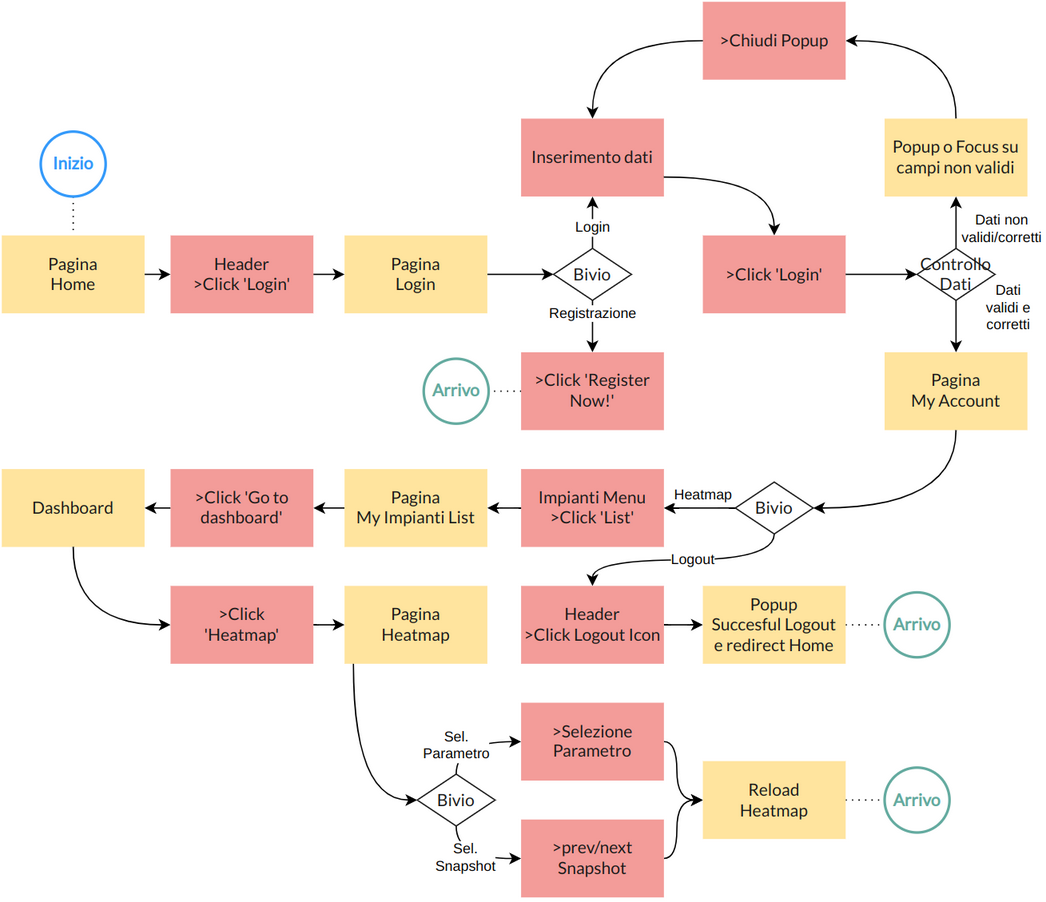 >Chiudi Popup
Inizio
Inserimento dati
Popup o Focus su
campi non validi
Login
Dati non
validi/corretti
Pagina
Home
Header
>Click 'Login'
Pagina
Login
Bivio
>Click 'Login'
Controllo
Dati
Registrazione
Dati
validi e
corretti
Arrivo
>Click 'Register
Now!'
Pagina
My Account
Dashboard
>Click 'Go to
dashboard'
Pagina
My Impianti List
Impianti Menu
>Click 'List'
Heatmap
Bivio
Logout
>Click
'Heatmap'
Pagina
Heatmap
Header
>Click Logout Icon
Popup
Succesful Logout
e redirect Home
Arrivo
Sel.
Parametro
>Selezione
Parametro
Bivio
Reload
Heatmap
Arrivo
Sel.
Snapshot
>prev/next
Snapshot